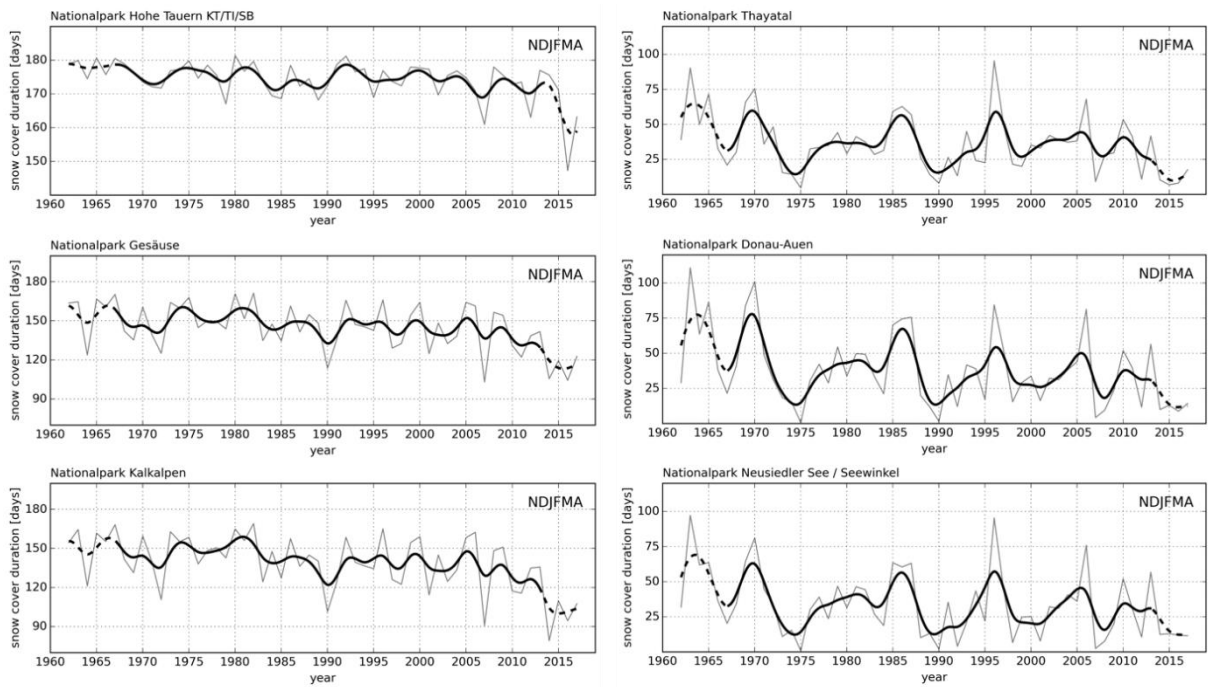 Nationalpark Hohe Tauern KT/TI/SB
NDJFMA
snow cover duration [days]
180
170
160
150
1960 1965 1970 1975 1980 1985 1990 1995 2000 2005 2010 2015
year
Nationalpark Gesäuse
NDJFMA
snow cover duration [days]
180
150
120
90
1960 1965 1970 1975 1980 1985 1990 1995 2000 2005 2010 2015
year
Nationalpark Kalkalpen
NDJFMA
snow cover duration [days]
180
150
120
90
1960 1965 1970 1975 1980 1985 1990 1995 2000 2005 2010 2015
year
Nationalpark Thayatal
NDJFMA
snow cover duration [days]
100
75
50
25
1960 1965 1970 1975 1980 1985 1990 1995 2000 2005 2010 2015
year
Nationalpark Donau-Auen
NDJFMA
snow cover duration [days]
100
75
50
25
1960 1965 1970 1975 1980 1985 1990 1995 2000 2005 2010 2015
year
Nationalpark Neusiedler See / Seewinkel
NDJFMA
snow cover duration [days]
100
75
50
25
1960 1965 1970 1975 1980 1985 1990 1995 2000 2005 2010 2015
year